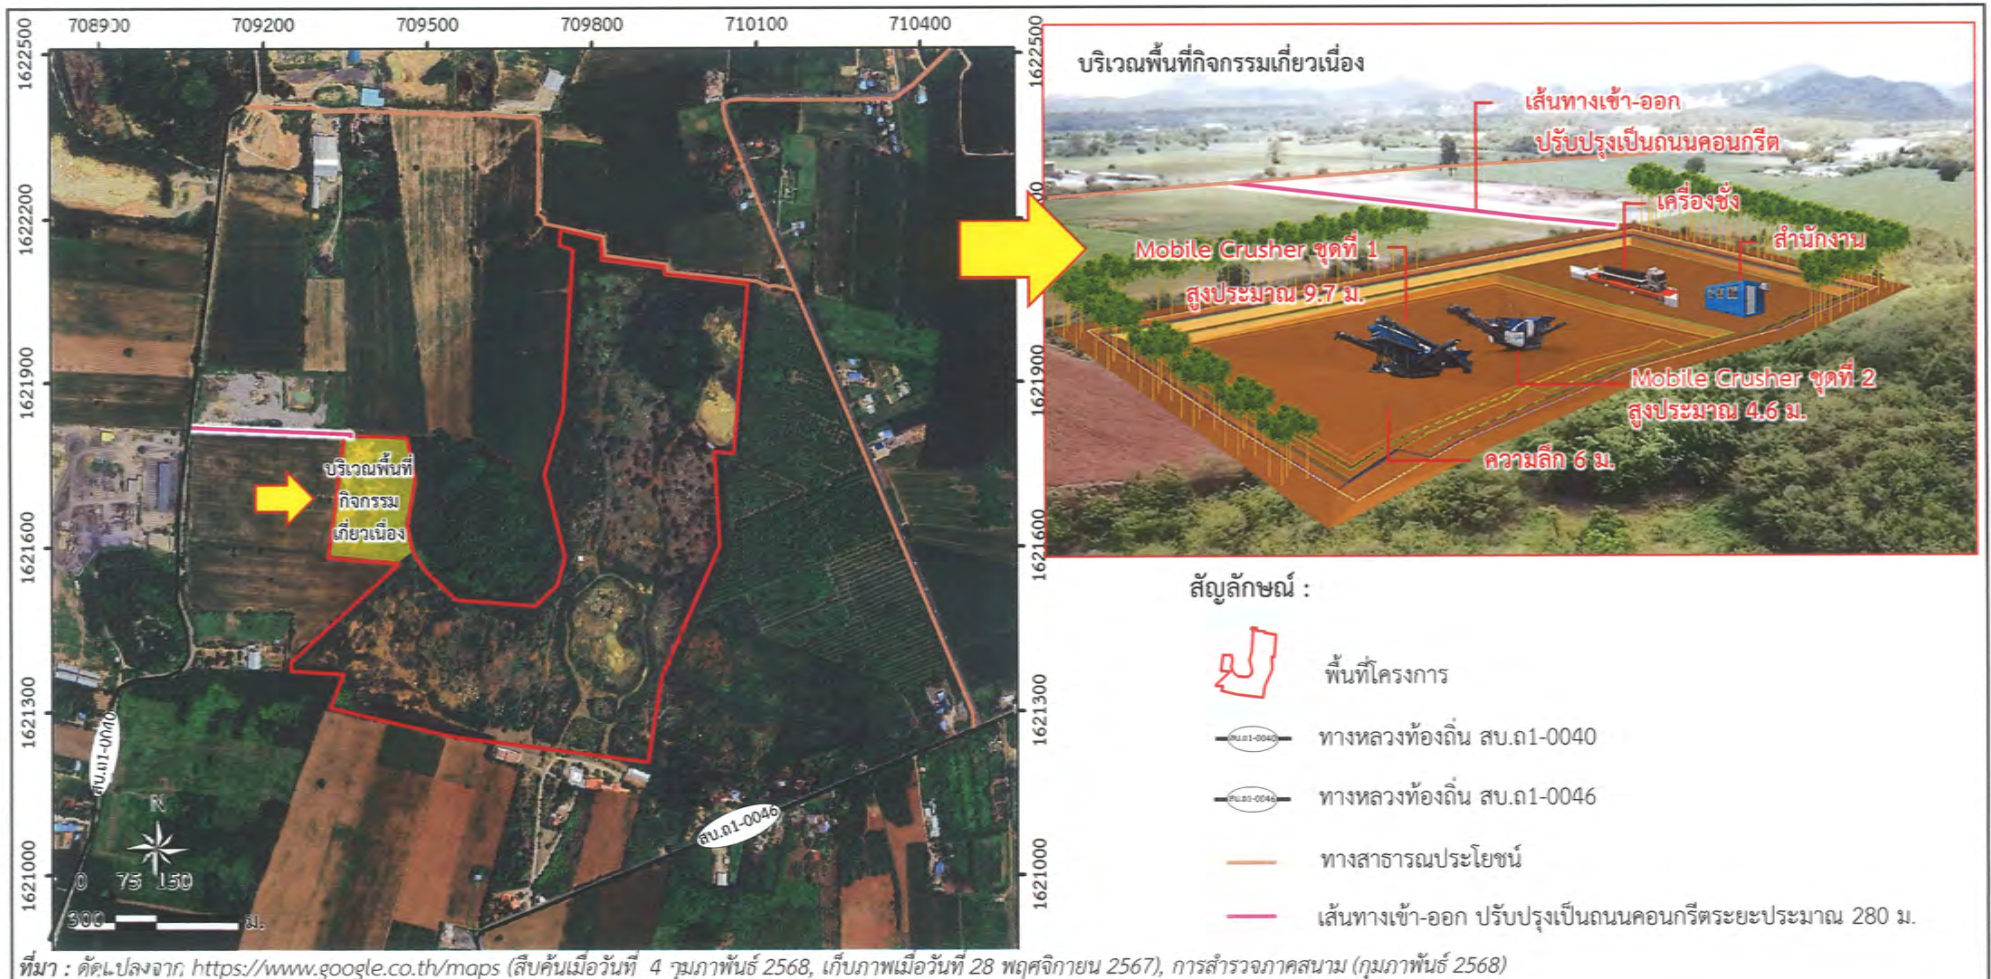 708900 709200 709500 709800 710100 710400
1622500
1622200
1621900
1621600
1621300
1621000
1622500
1621900
1621600
1621300
1621000
บริเวณพื้นที่
กิจกรรม
เกี่ยวเนื่อง
สบ.ถ1-0040
สบ.ถ1-0046
N
0 75 150
300 ม.
บริเวณพื้นที่กิจกรรมเกี่ยวเนื่อง
เส้นทางเข้า-ออก
ปรับปรุงเป็นถนนคอนกรีต
เครื่องชั่ง
สำนักงาน
Mobile Crusher ชุดที่ 1
สูงประมาณ 9.7 ม.
Mobile Crusher ชุดที่ 2
สูงประมาณ 4.6 ม.
ความลึก 6 ม.
สัญลักษณ์ :
พื้นที่โครงการ
สบ.ถ1-0040 ทางหลวงท้องถิ่น สบ.ถ1-0040
สบ.ถ1-0046 ทางหลวงท้องถิ่น สบ.ถ1-0046
ทางสาธารณประโยชน์
เส้นทางเข้า-ออก ปรับปรุงเป็นถนนคอนกรีตระยะประมาณ 280 ม.
ที่มา : ดัดแปลงจาก https://www.google.co.th/maps (สืบค้นเมื่อวันที่ 4 กุมภาพันธ์ 2568, เก็บภาพเมื่อวันที่ 28 พฤศจิกายน 2567), การสำรวจภาคสนาม (กุมภาพันธ์ 2568)